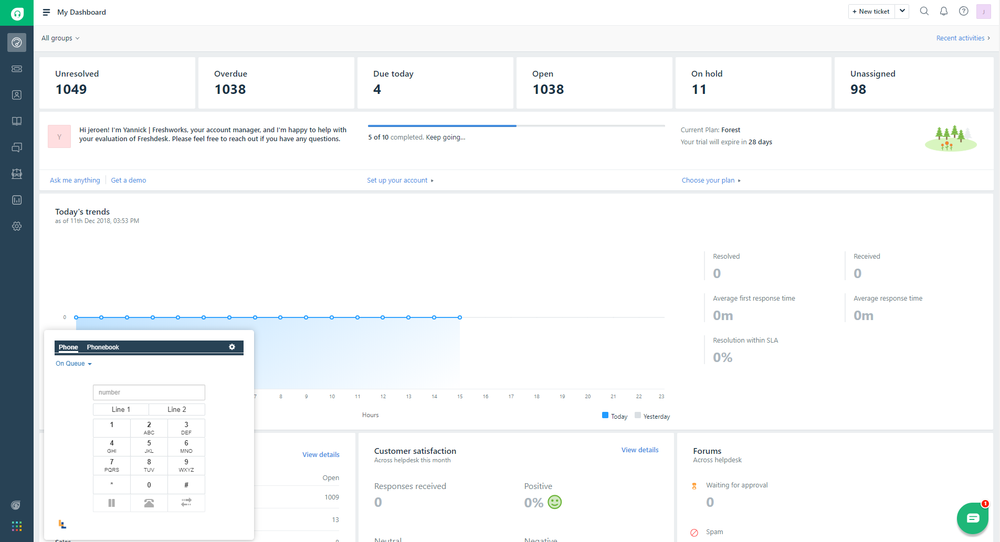 My Dashboard
+ New ticket
J
All groups
Recent activities
Unresolved
1049
Overdue
1038
Due today
4
Open
1038
On hold
11
Unassigned
98
Y
Hi jeroen! I'm Yannick | Freshworks, your account manager, and I'm happy to help with
your evaluation of Freshdesk. Please feel free to reach out if you have any questions.
5 of 10 completed. Keep going...
Current Plan: Forest
Your trial will expire in 28 days
Ask me anything
Get a demo
Set up your account
Choose your plan
Today's trends
as of 11th Dec 2018, 03:53 PM
0
7 8 9 10 11 12 13 14 15 16 17 18 19 20 21 22 23
Hours
Today
Yesterday
Resolved
0
Received
0
Average first response time
0m
Average response time
0m
Resolution within SLA
0%
Phone
Phonebook
On Queue
number
Line 1
Line 2
1
2
ABC
3
DEF
4
GHI
5
JKL
6
MNO
7
PQRS
8
TUV
9
WXYZ
*
0
#
View details
Open
1009
13
Customer satisfaction
Across helpdesk this month
View details
Responses received
0
Positive
0%
Neutral
Negative
Forums
Across helpdesk
Waiting for approval
0
Spam
1